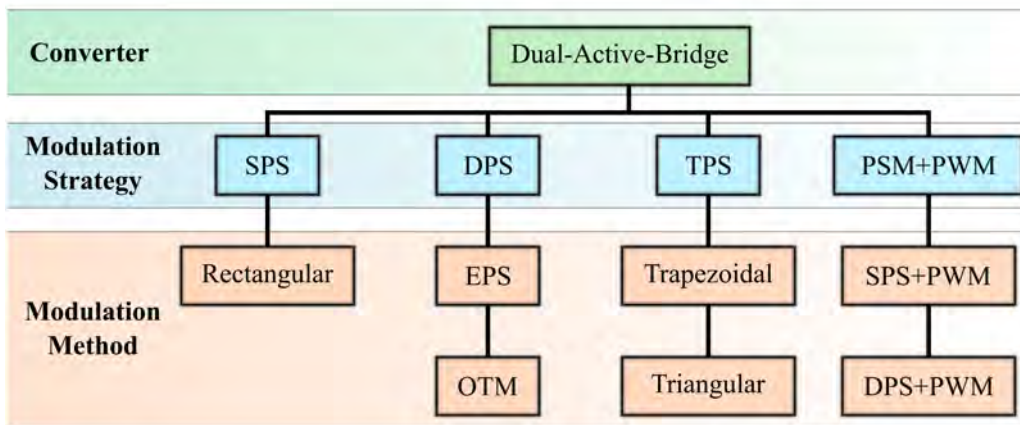 Converter
Dual-Active-Bridge
Modulation
Strategy
SPS
DPS
TPS
PSM+PWM
Modulation
Method
Rectangular
EPS
Trapezoidal
SPS+PWM
OTM
Triangular
DPS+PWM